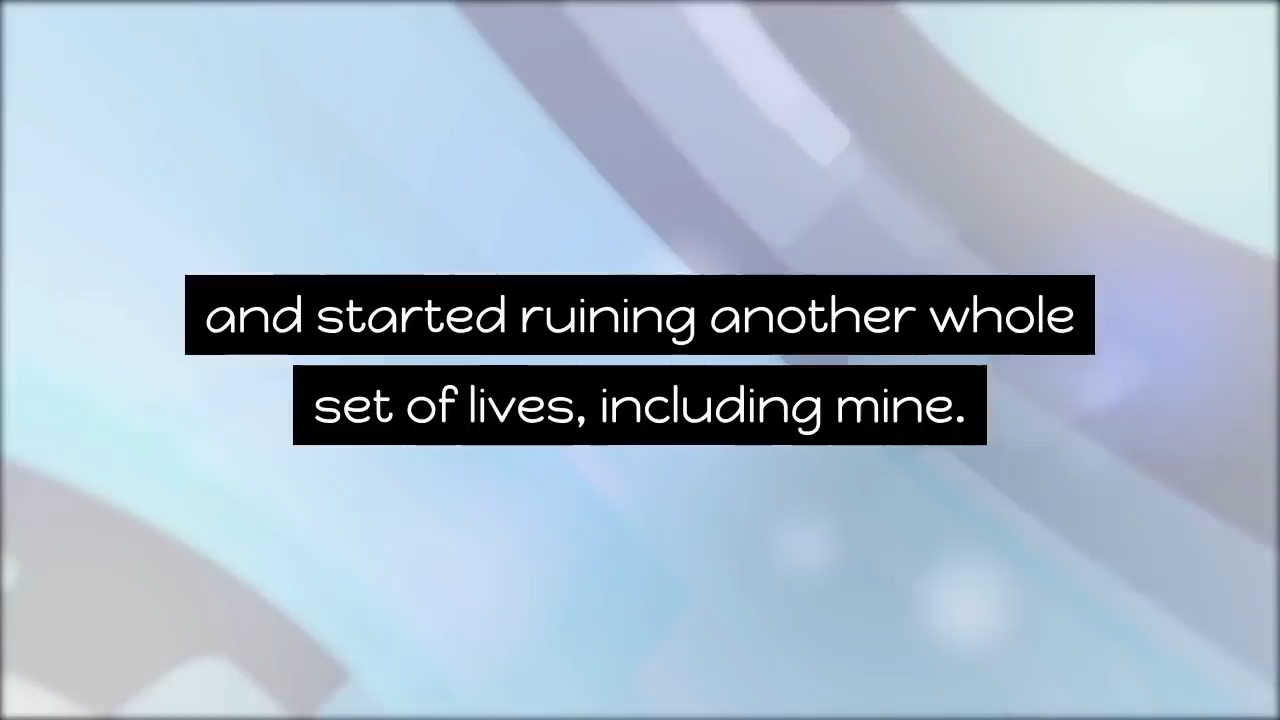 and started ruining another whole
set of lives, including mine.